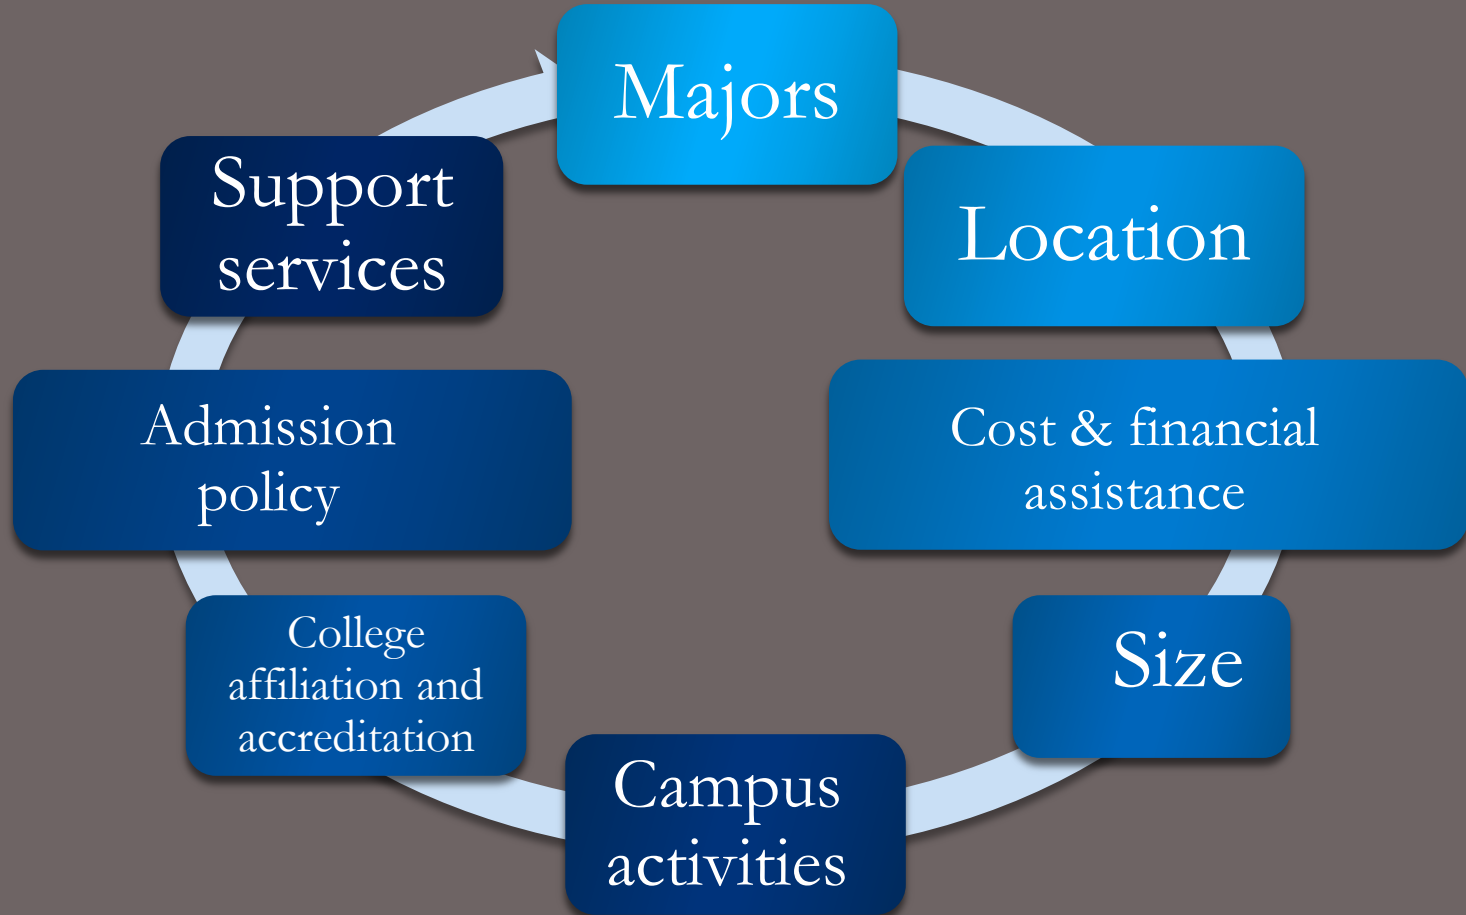 Majors
Location
Cost & financial
assistance
Size
Campus
activities
College
affiliation and
accreditation
Admission
policy
Support
services